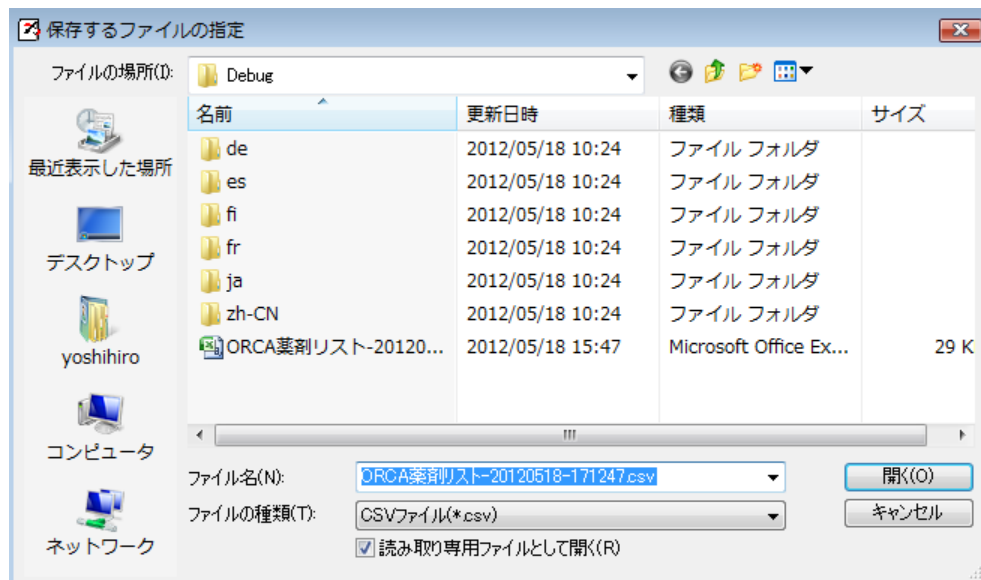 保存するファイルの指定
ファイルの場所(I):
Debug
名前 更新日時 種類 サイズ
de 2012/05/18 10:24 ファイル フォルダ
es 2012/05/18 10:24 ファイル フォルダ
fi 2012/05/18 10:24 ファイル フォルダ
fr 2012/05/18 10:24 ファイル フォルダ
ja 2012/05/18 10:24 ファイル フォルダ
zh-CN 2012/05/18 10:24 ファイル フォルダ
ORCA薬剤リスト-20120... 2012/05/18 15:47 Microsoft Office Ex... 29 K
最近表示した場所
デスクトップ
yoshihiro
コンピュータ
ネットワーク
ファイル名(N): ORCA薬剤リスト-20120518-171247.csv 開く(O)
ファイルの種類(T): CSVファイル(*.csv) キャンセル
読み取り専用ファイルとして開く(R)